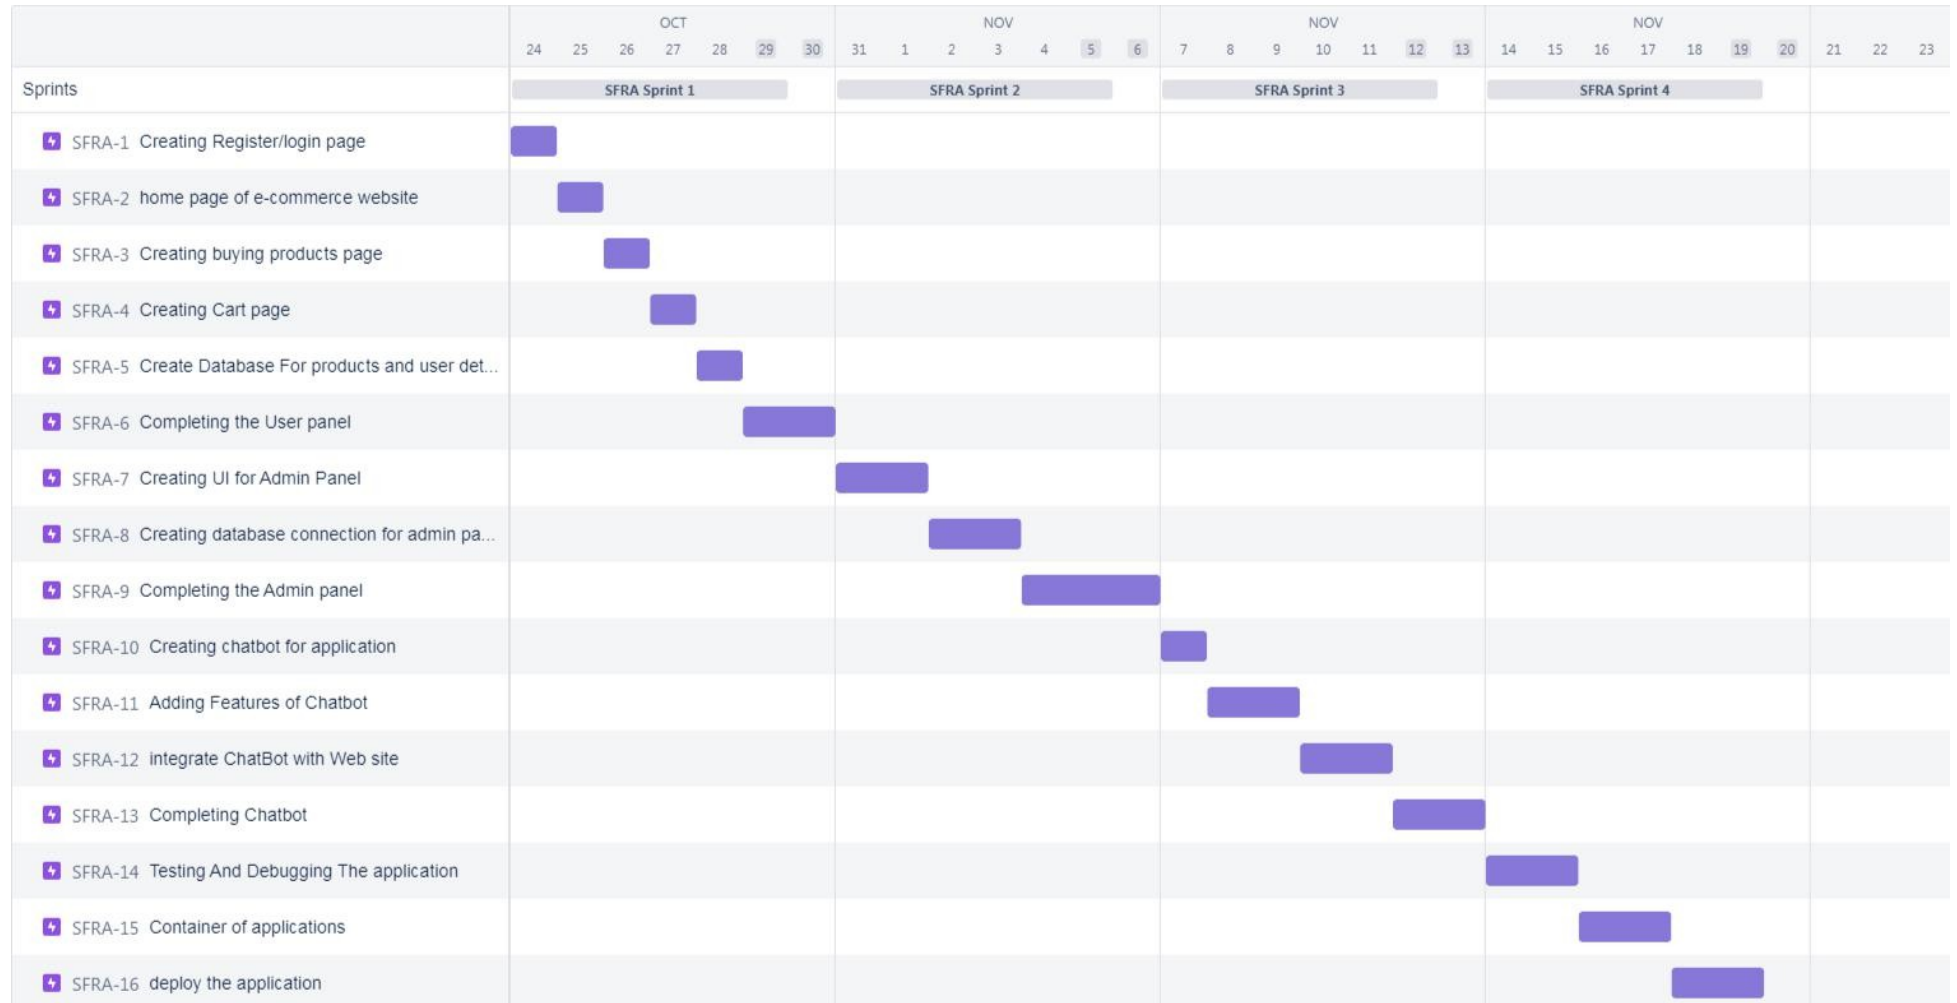 OCT NOV NOV NOV
24 25 26 27 28 29 30 31 1 2 3 4 5 6 7 8 9 10 11 12 13 14 15 16 17 18 19 20 21 22 23
Sprints SFRA Sprint 1 SFRA Sprint 2 SFRA Sprint 3 SFRA Sprint 4
SFRA-1 Creating Register/login page
SFRA-2 home page of e-commerce website
SFRA-3 Creating buying products page
SFRA-4 Creating Cart page
SFRA-5 Create Database For products and user det...
SFRA-6 Completing the User panel
SFRA-7 Creating UI for Admin Panel
SFRA-8 Creating database connection for admin pa...
SFRA-9 Completing the Admin panel
SFRA-10 Creating chatbot for application
SFRA-11 Adding Features of Chatbot
SFRA-12 integrate ChatBot with Web site
SFRA-13 Completing Chatbot
SFRA-14 Testing And Debugging The application
SFRA-15 Container of applications
SFRA-16 deploy the application